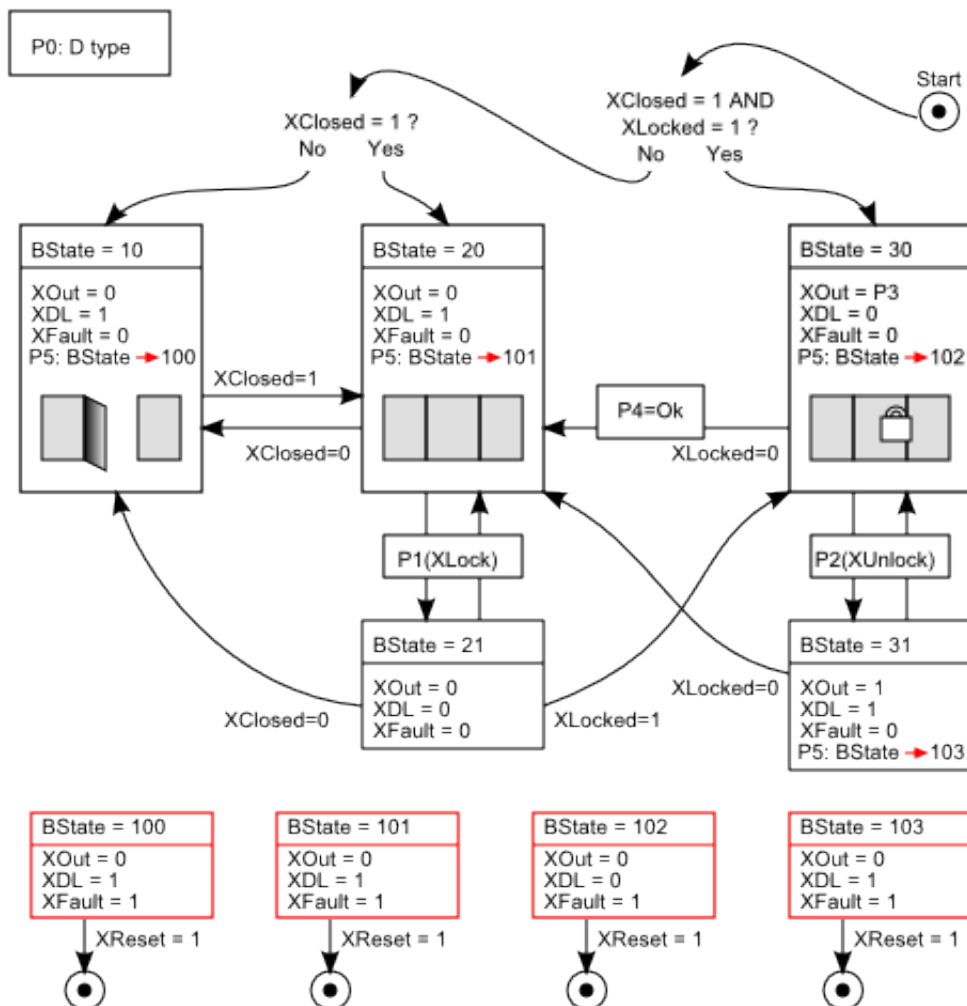 P0: D type
Start
XClosed = 1 AND
XLocked = 1 ?
No Yes
XClosed = 1 ?
No Yes
BState = 10
XOut = 0
XDL = 1
XFault = 0
P5: BState → 100
BState = 20
XOut = 0
XDL = 1
XFault = 0
P5: BState → 101
BState = 30
XOut = P3
XDL = 0
XFault = 0
P5: BState → 102
XClosed=1
XClosed=0
P4=Ok
XLocked=0
P1(XLock)
P2(XUnlock)
BState = 21
XOut = 0
XDL = 0
XFault = 0
BState = 31
XOut = 1
XDL = 1
XFault = 0
P5: BState → 103
XClosed=0
XLocked=1
XLocked=0
BState = 100
XOut = 0
XDL = 1
XFault = 1
XReset = 1
BState = 101
XOut = 0
XDL = 1
XFault = 1
XReset = 1
BState = 102
XOut = 0
XDL = 0
XFault = 1
XReset = 1
BState = 103
XOut = 0
XDL = 1
XFault = 1
XReset = 1